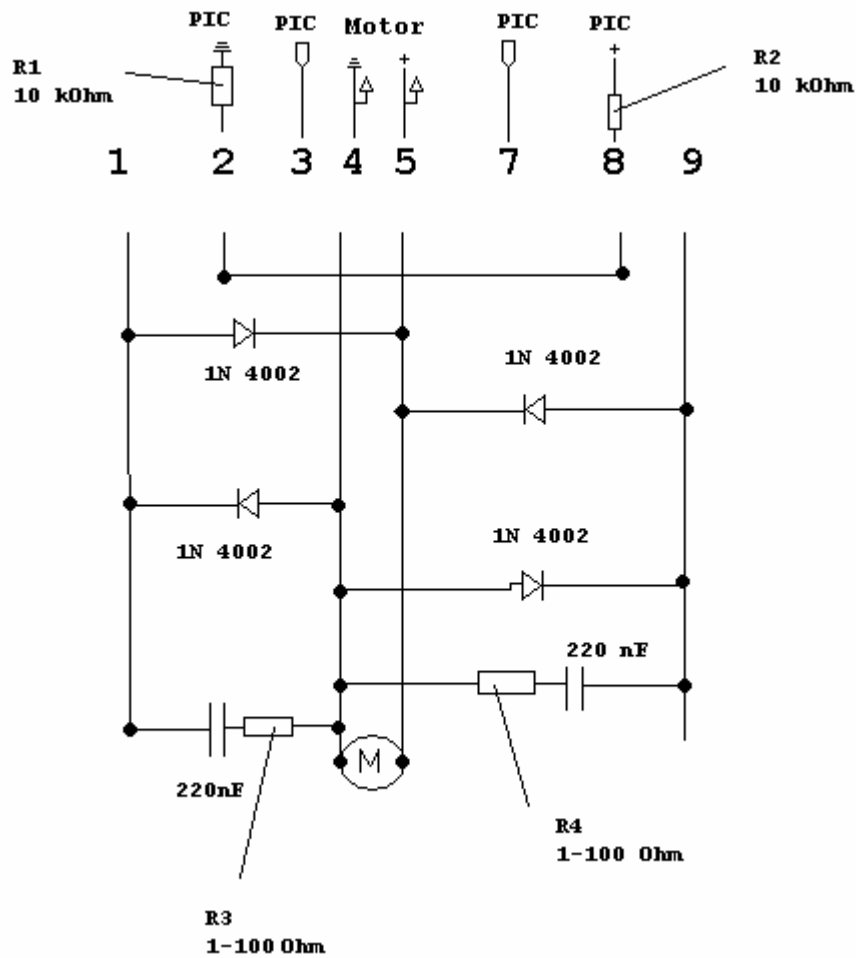 PIC PIC Motor PIC PIC
R1
10 kOhm
R2
10 kOhm
+ +
1 2 3 4 5 7 8 9
1N 4002
1N 4002
1N 4002
1N 4002
220 nF
M
220nF
R4
1-100 Ohm
R3
1-100 Ohm